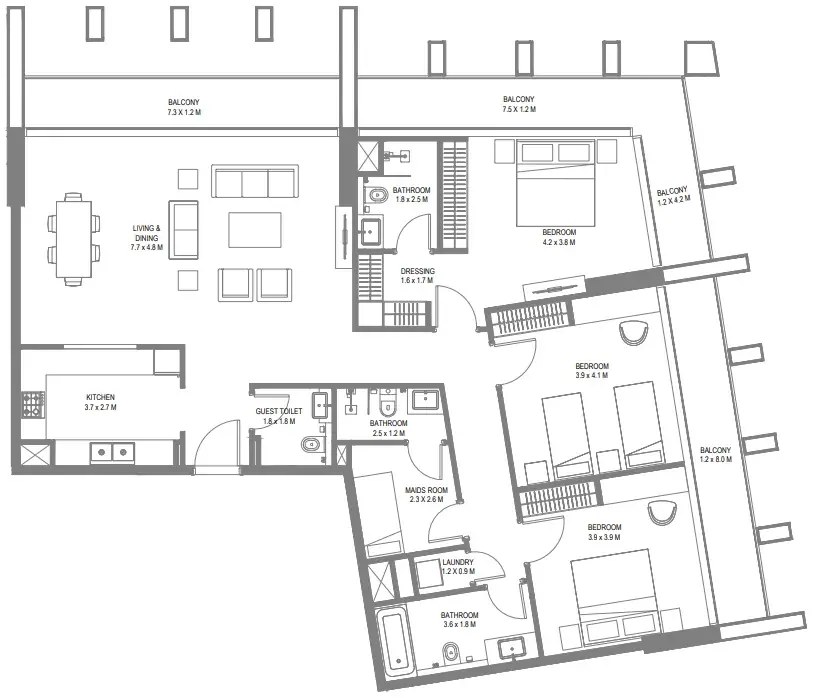 BALCONY
7.3 X 1.2 M
BALCONY
7.5 X 1.2 M
BALCONY
1.2 X 4.2 M
BATHROOM
1.8 x 2.5 M
LIVING &
DINING
7.7 x 4.8 M
BEDROOM
4.2 x 3.8 M
DRESSING
1.6 x 1.7 M
BEDROOM
3.9 x 4.1 M
KITCHEN
3.7 x 2.7 M
GUEST TOILET
1.8 x 1.8 M
BATHROOM
2.5 x 1.2 M
BALCONY
1.2 x 8.0 M
MAIDS ROOM
2.3 X 2.6 M
BEDROOM
3.9 x 3.9 M
LAUNDRY
1.2 X 0.9 M
BATHROOM
3.6 x 1.8 M